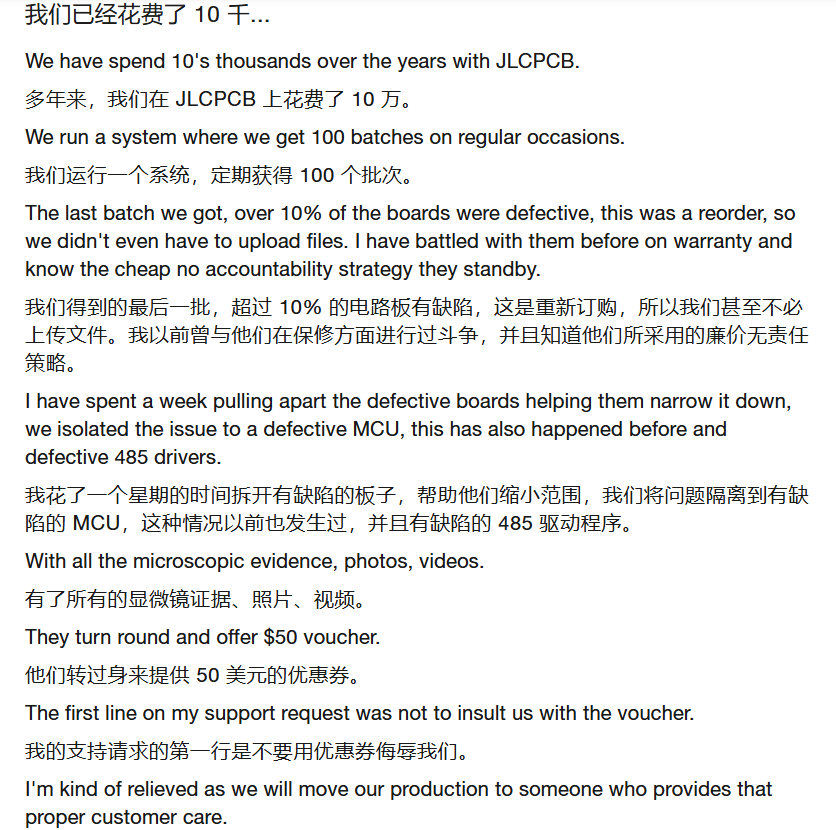 我们已经花费了 10 千...
We have spend 10's thousands over the years with JLCPCB.
多年来，我们在 JLCPCB 上花费了 10 万。
We run a system where we get 100 batches on regular occasions.
我们运行一个系统，定期获得 100 个批次。
The last batch we got, over 10% of the boards were defective, this was a reorder, so
we didn't even have to upload files. I have battled with them before on warranty and
know the cheap no accountability strategy they standby.
我们得到的最后一批，超过 10% 的电路板有缺陷，这是重新订购，所以我们甚至不必
上传文件。我以前曾与他们在保修方面进行过斗争，并且知道他们所采用的廉价无责任
策略。
I have spent a week pulling apart the defective boards helping them narrow it down,
we isolated the issue to a defective MCU, this has also happened before and
defective 485 drivers.
我花了一个星期的时间拆开有缺陷的板子，帮助他们缩小范围，我们将问题隔离到有缺
陷的 MCU，这种情况以前也发生过，并且有缺陷的 485 驱动程序。
With all the microscopic evidence, photos, videos.
有了所有的显微镜证据、照片、视频。
They turn round and offer $50 voucher.
他们转过身来提供 50 美元的优惠券。
The first line on my support request was not to insult us with the voucher.
我的支持请求的第一行是不要用优惠券侮辱我们。
I'm kind of relieved as we will move our production to someone who provides that
proper customer care.